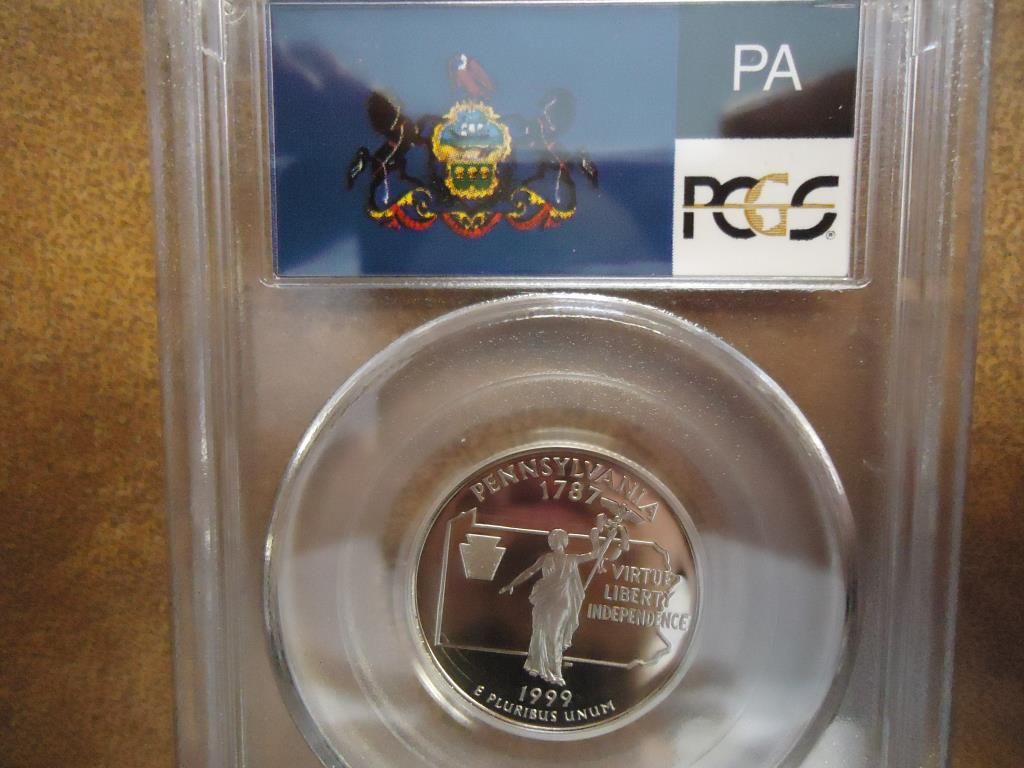 PA
PCGS®
PENNSYLVANIA
1787
VIRTUE
LIBERTY
INDEPENDENCE
1999
E PLURIBUS UNUM